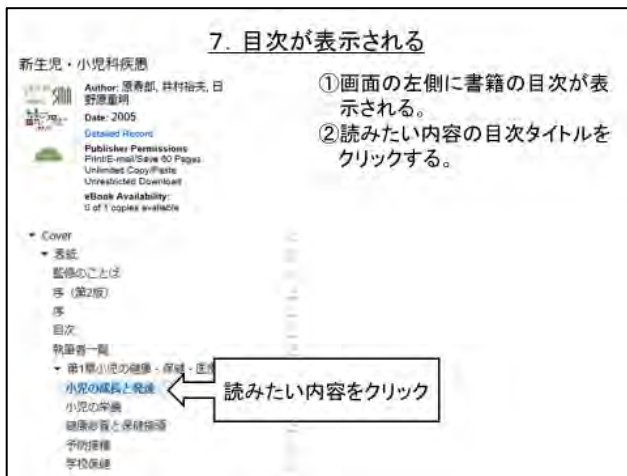 7. 目次が表示される
新生児・小児科疾患
Author: 原寿郎, 井村裕夫, 日
野原重明
Date: 2005
Detailed Record
Publisher Permissions
Print/E-mail/Save 60 Pages
Unlimited Copy/Paste
Unrestricted Download
eBook Availability:
0 of 1 copies available
①画面の左側に書籍の目次が表
示される。
②読みたい内容の目次タイトルを
クリックする。
Cover
表紙
監修のことば
序 (第2版)
序
目次
執筆者一覧
第1章小児の健康・保健・医療
小児の成長と発達
読みたい内容をクリック
小児の栄養
健康診査と保健指導
予防接種
学校保健